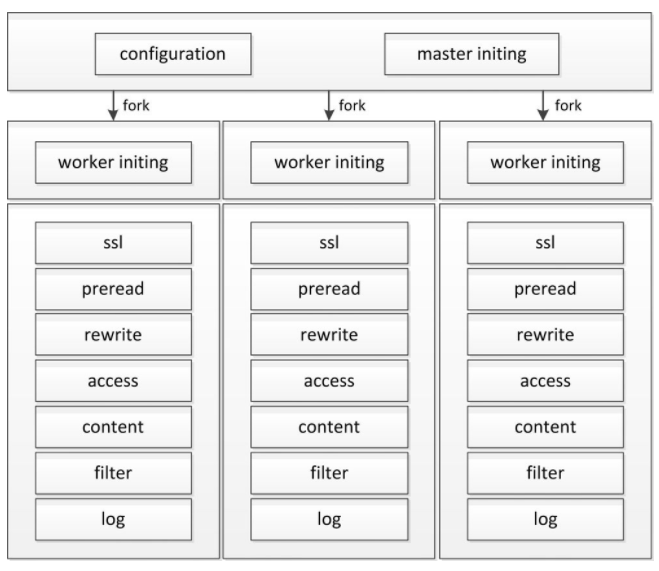 configuration
master initing
fork
fork
fork
worker initing
worker initing
worker initing
ssl
preread
rewrite
access
content
filter
log
ssl
preread
rewrite
access
content
filter
log
ssl
preread
rewrite
access
content
filter
log